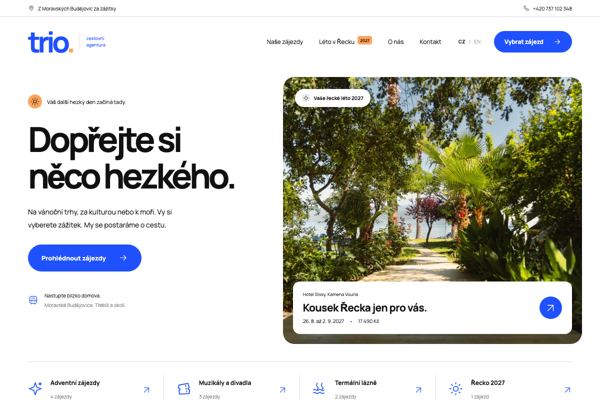 Z Moravských Budějovic za zážitky
+420 737 102 348
trio.
cestovní
agentura
Naše zájezdy
Léto v Řecku 2027
O nás
Kontakt
CZ / EN
Vybrat zájezd
Váš další hezký den začíná tady.
Dopřejte si
něco hezkého.
Na vánoční trhy, za kulturou nebo k moři. Vy si
vyberete zážitek. My se postaráme o cestu.
Prohlédnout zájezdy
Nastupte blízko domova.
Moravské Budějovice, Třebíč a okolí.
Vaše řecké léto 2027
Hotel Sissy, Kamena Vourla
Kousek Řecka jen pro vás.
26. 8. až 2. 9. 2027 • 17 490 Kč
Adventní zájezdy
4 zájezdy
Muzikály a divadla
3 zájezdy
Termální lázně
2 zájezdy
Řecko 2027
1 zájezd